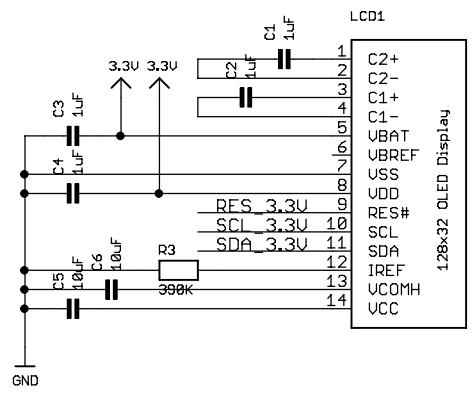 LCD1
C1
1uF
1
C2+
3.3V
3.3V
C2
1uF
2
C2-
3
C1+
C3
1uF
4
C1-
5
VBAT
6
VBREF
C4
1uF
7
VSS
8
VDD
RES_3.3V
9
RES#
SCL_3.3V
10
SCL
SDA_3.3V
11
SDA
128x32 OLED Display
C5
10uF
C6
10uF
R3
390K
12
IREF
13
VCOMH
14
VCC
GND